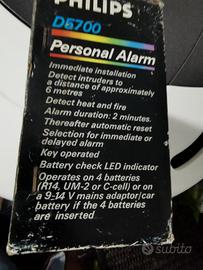 PHILIPS
D6700
Personal Alarm
Immediate installation
Detect intruders to
a distance of approximately
6 metres
Detect heat and fire
Alarm duration: 2 minutes.
Thereafter automatic reset
Selection for immediate or
delayed alarm
Key operated
Battery check LED indicator
Operates on 4 batteries
(R14, UM-2 or C-cell) or on
a 9-14 V mains adaptor/car
battery if the 4 batteries
are inserted
subito